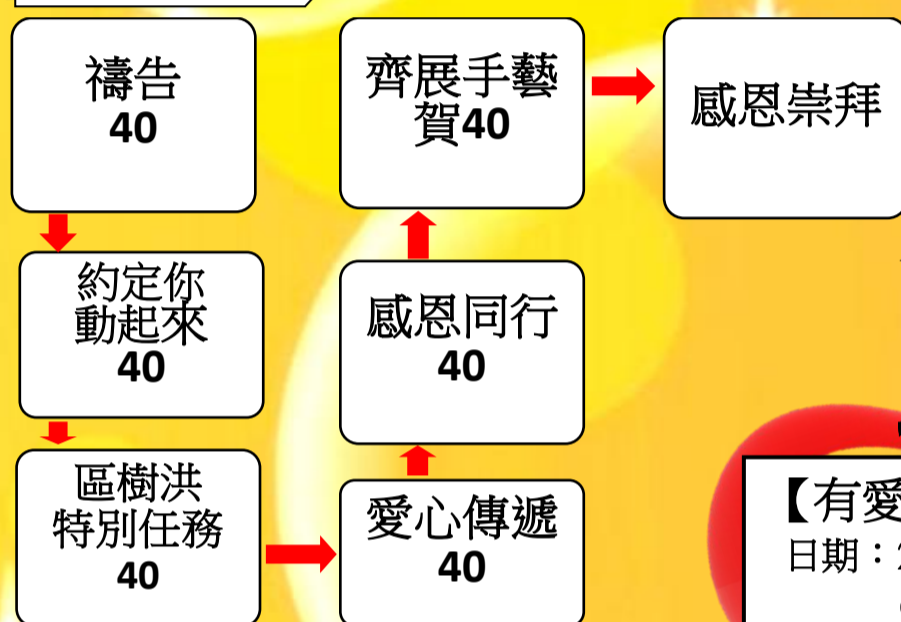 禱告
40
約定你
動起來
40
區樹洪
特別任務
40
愛心傳遞
40
感恩同行
40
齊展手藝
賀40
感恩崇拜
【有愛
日期：2